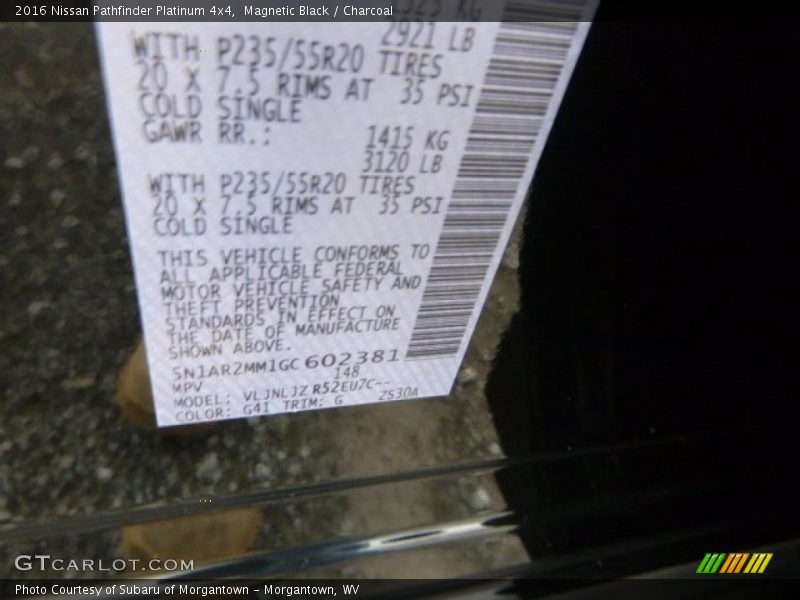 2016 Nissan Pathfinder Platinum 4x4, Magnetic Black / Charcoal
2921 LB
WITH P235/55R20 TIRES
20 X 7.5 RIMS AT 35 PSI
COLD SINGLE
GAWR RR.: 1415 KG
3120 LB
WITH P235/55R20 TIRES
20 X 7.5 RIMS AT 35 PSI
COLD SINGLE
THIS VEHICLE CONFORMS TO
ALL APPLICABLE FEDERAL
MOTOR VEHICLE SAFETY AND
THEFT PREVENTION
STANDARDS IN EFFECT ON
THE DATE OF MANUFACTURE
SHOWN ABOVE.
5N1AR2MM1GC602381
MPV 148
MODEL: VLJNLJZ R52EU7C--
COLOR: G41 TRIM: G ZS30A
GTCARLOT.COM
Photo Courtesy of Subaru of Morgantown – Morgantown, WV